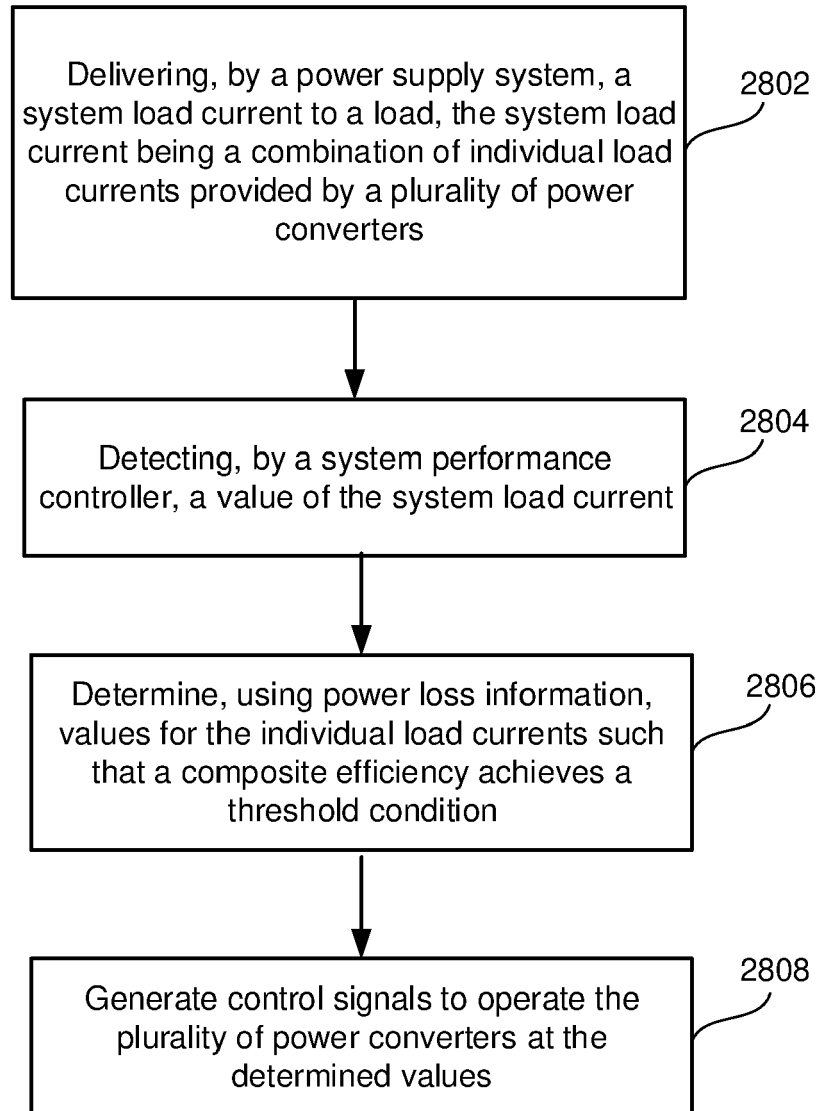 Delivering, by a power supply system, a
system load current to a load, the system load
current being a combination of individual load
currents provided by a plurality of power
converters
2802
Detecting, by a system performance
controller, a value of the system load current
2804
Determine, using power loss information,
values for the individual load currents such
that a composite efficiency achieves a
threshold condition
2806
Generate control signals to operate the
plurality of power converters at the
determined values
2808